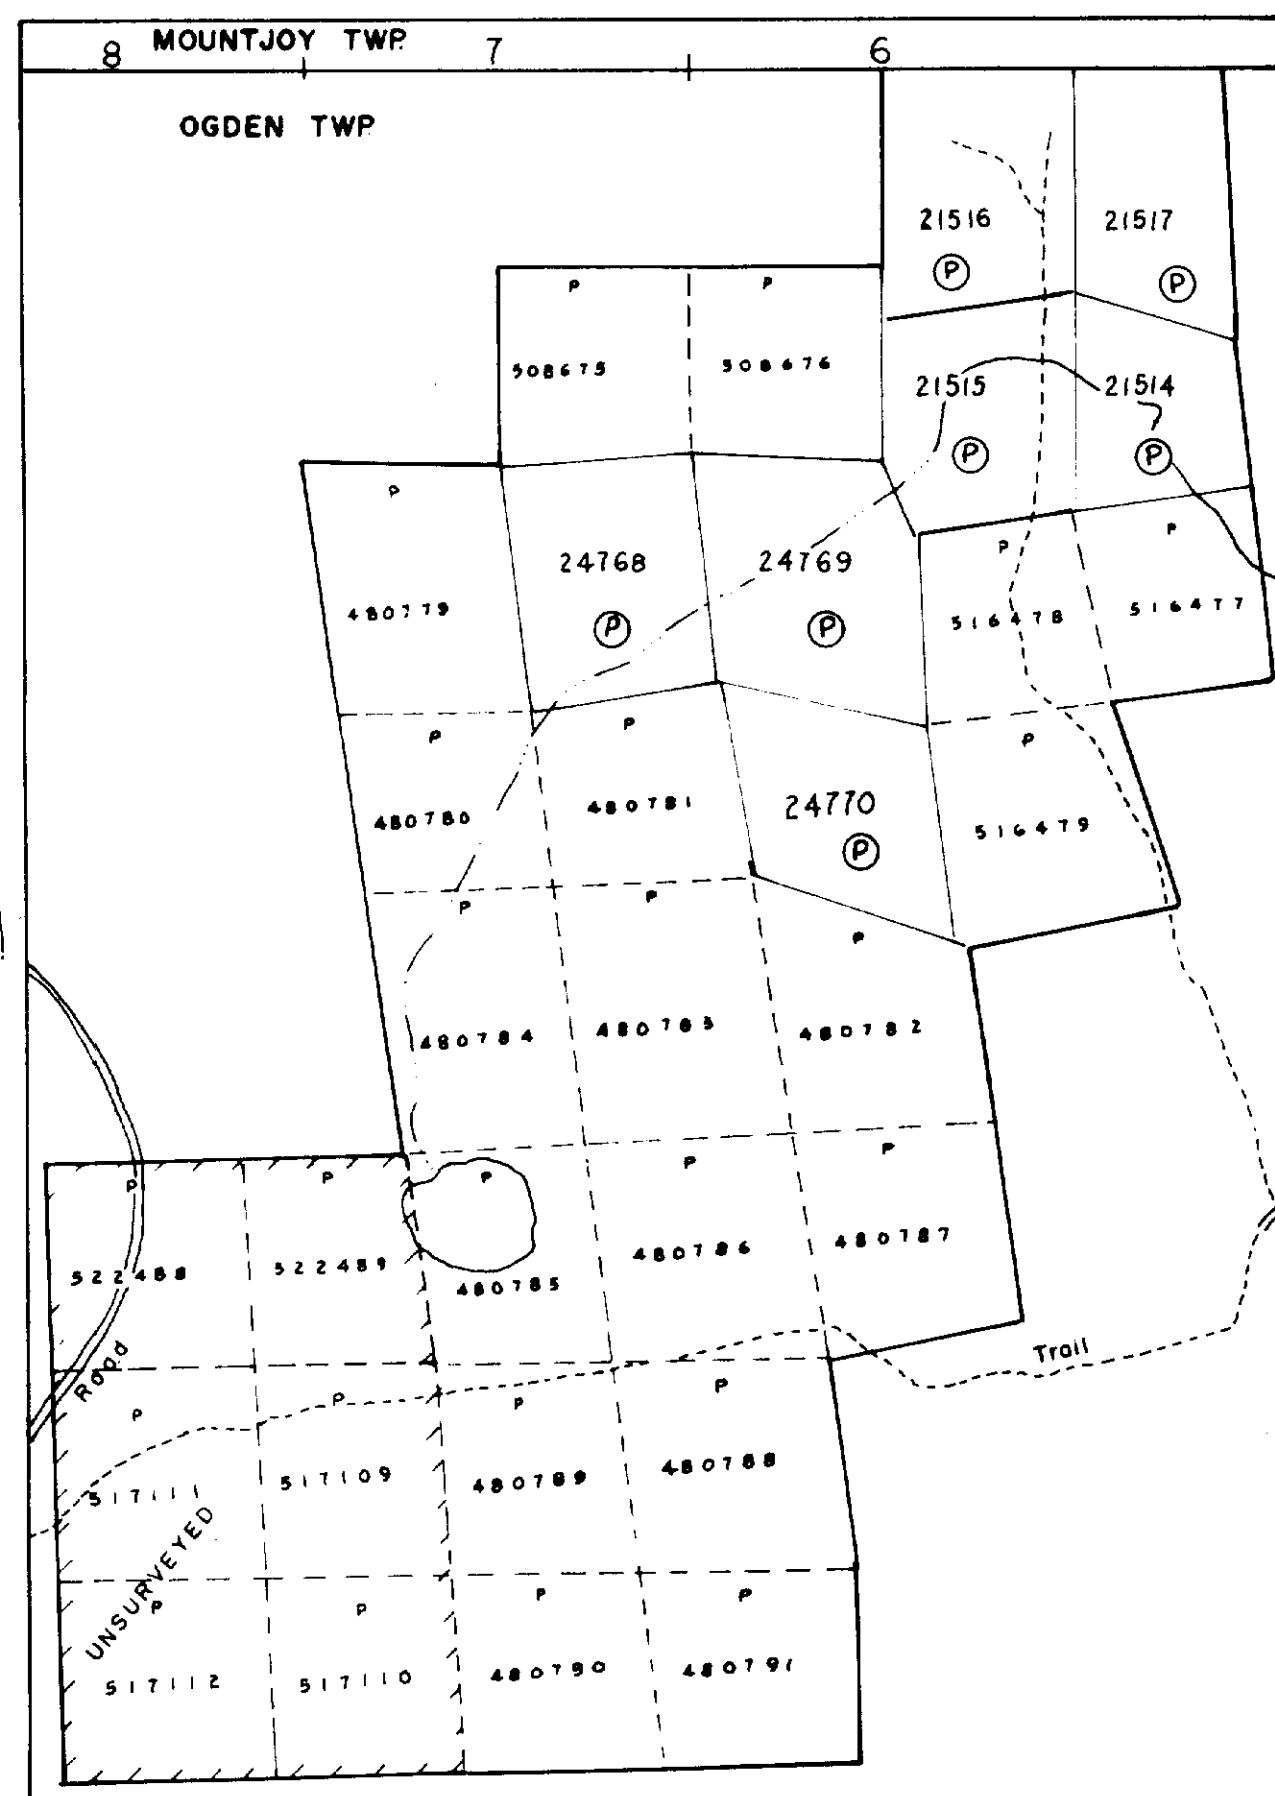 8 MOUNTJOY TWP. 7 6
OGDEN TWP.
21516 21517
P P
P P
508675 508676
21515 21514
P P
P
24768 24769
P P
480779
P P
516478 516477
P P P
480780 480781
24770
P
516479
P P P
480784 480783 480782
P P P P P
522488 522489 480785 480786 480787
Road
Trail
P P P P
517111 517109 480789 480788
UNSURVEYED
P P P P
517112 517110 480790 480791